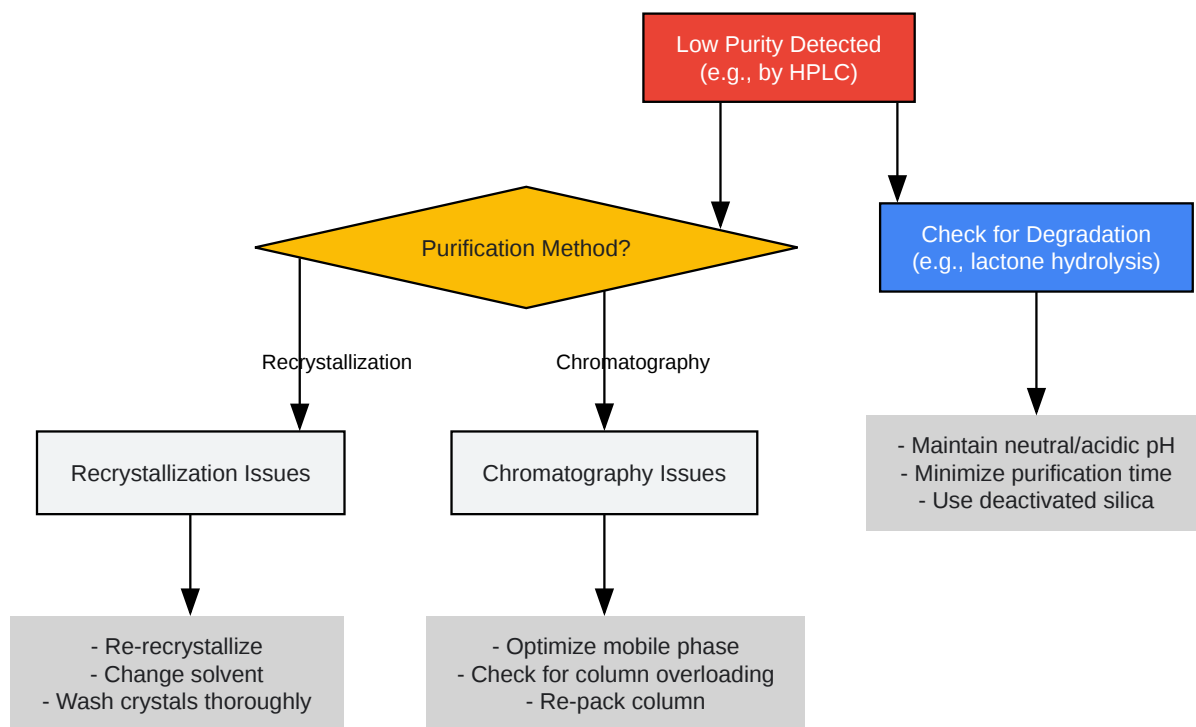 Low Purity Detected
(e.g., by HPLC)
Purification Method?
Check for Degradation
(e.g., lactone hydrolysis)
Recrystallization
Chromatography
Recrystallization Issues
Chromatography Issues
- Maintain neutral/acidic pH
- Minimize purification time
- Use deactivated silica
- Re-recrystallize
- Change solvent
- Wash crystals thoroughly
- Optimize mobile phase
- Check for column overloading
- Re-pack column